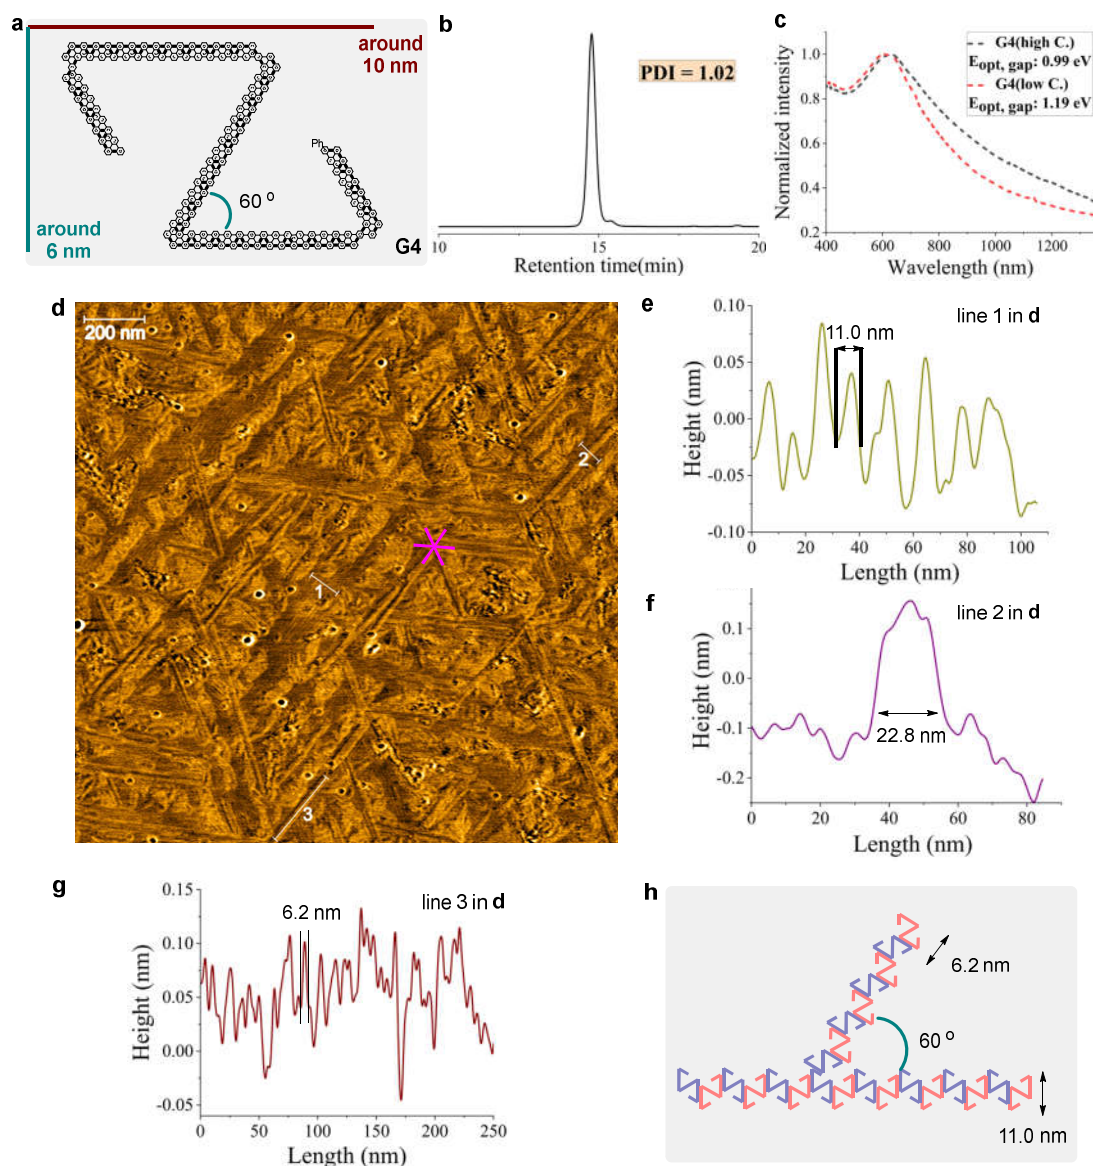 a
around
10 nm
Ph
60 o
around
6 nm
G4
b
PDI = 1.02
10
15
20
Retention time(min)
c
G4(high C.)
Eopt, gap: 0.99 eV
G4(low C.)
Eopt, gap: 1.19 eV
Normalized intensity
1.0
0.8
0.6
0.4
0.2
400
600
800
1000
1200
Wavelength (nm)
d
200 nm
2
1
3
e
line 1 in d
11.0 nm
Height (nm)
0.10
0.05
0.00
-0.05
-0.10
0
20
40
60
80
100
Length (nm)
f
line 2 in d
22.8 nm
Height (nm)
0.1
0.0
-0.1
-0.2
0
20
40
60
80
Length (nm)
g
line 3 in d
6.2 nm
Height (nm)
0.15
0.10
0.05
0.00
-0.05
0
50
100
150
200
250
Length (nm)
h
6.2 nm
60 o
11.0 nm